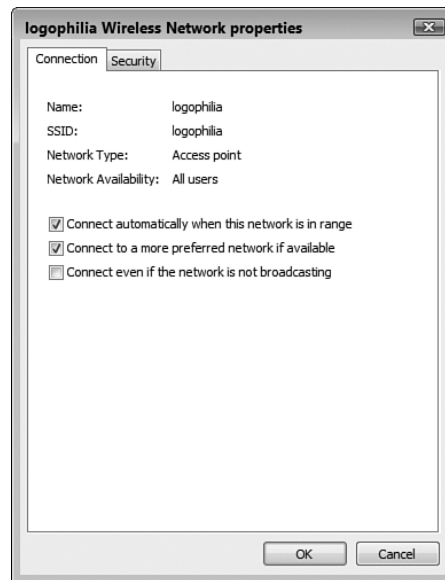 logophilia Wireless Network properties
Connection Security
Name: logophilia
SSID: logophilia
Network Type: Access point
Network Availability: All users
Connect automatically when this network is in range
Connect to a more preferred network if available
Connect even if the network is not broadcasting
OK Cancel